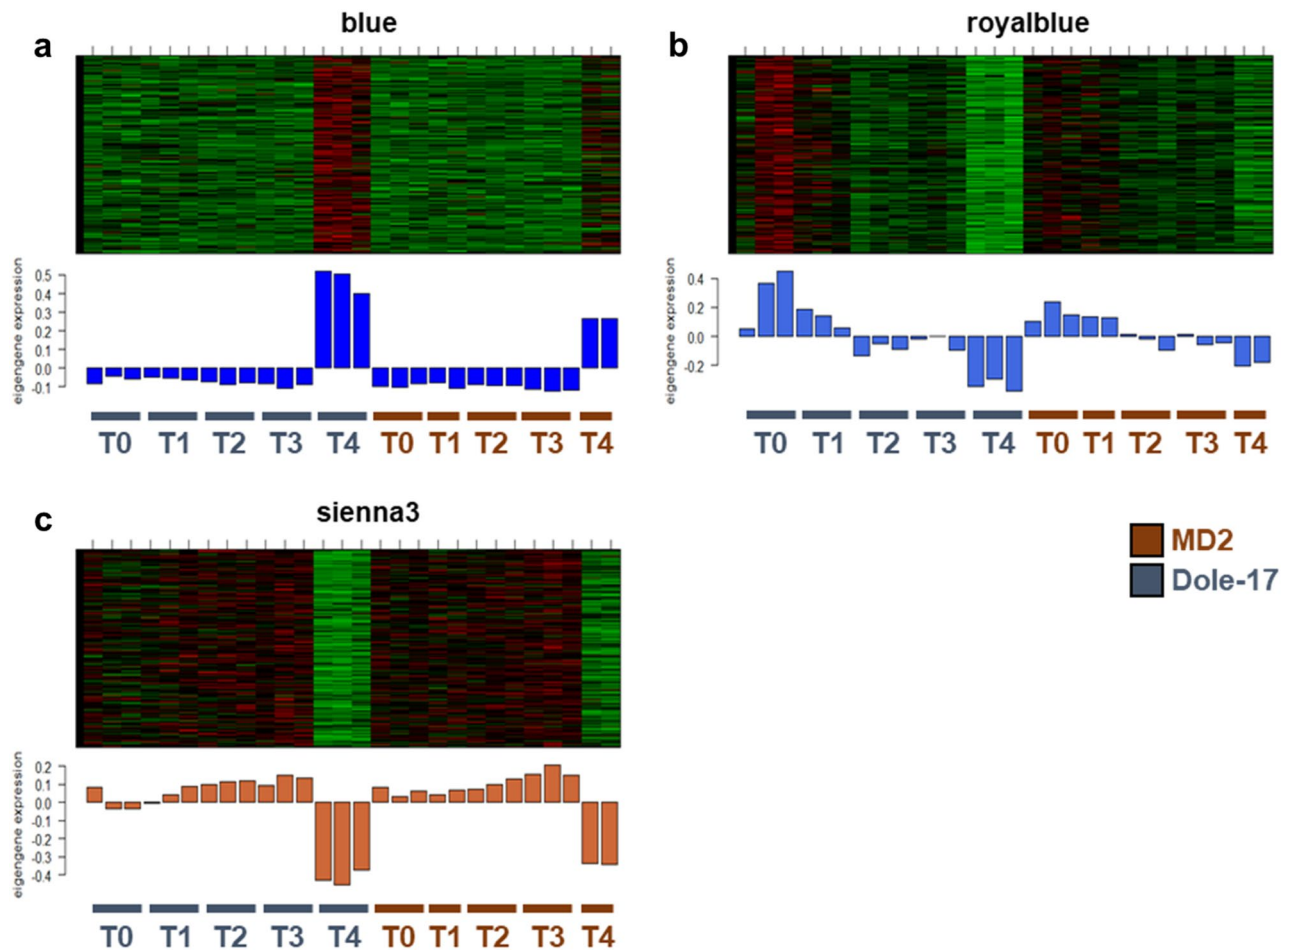 a
blue
eigengene expression
0.5
0.4
0.3
0.2
0.1
0.0
-0.1
T0 T1 T2 T3 T4 T0 T1 T2 T3 T4
b
royalblue
eigengene expression
0.4
0.2
0.0
-0.2
T0 T1 T2 T3 T4 T0 T1 T2 T3 T4
c
sienna3
eigengene expression
0.2
0.1
0.0
-0.1
-0.2
-0.3
-0.4
T0 T1 T2 T3 T4 T0 T1 T2 T3 T4
MD2
Dole-17